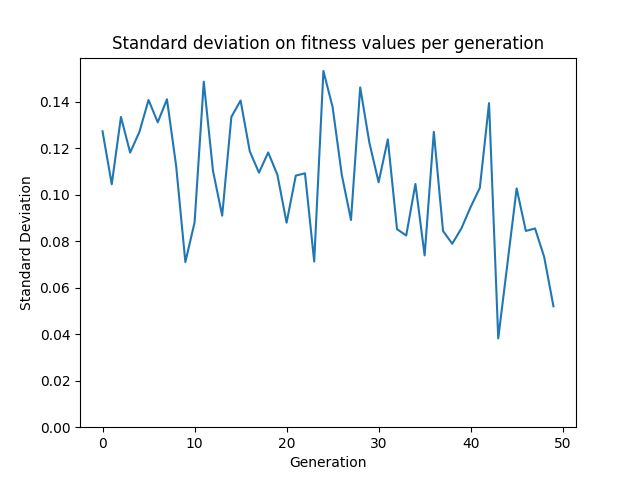 Standard deviation on fitness values per generation
0.14
0.12
0.10
0.08
0.06
0.04
0.02
0.00
Standard Deviation
0 10 20 30 40 50
Generation